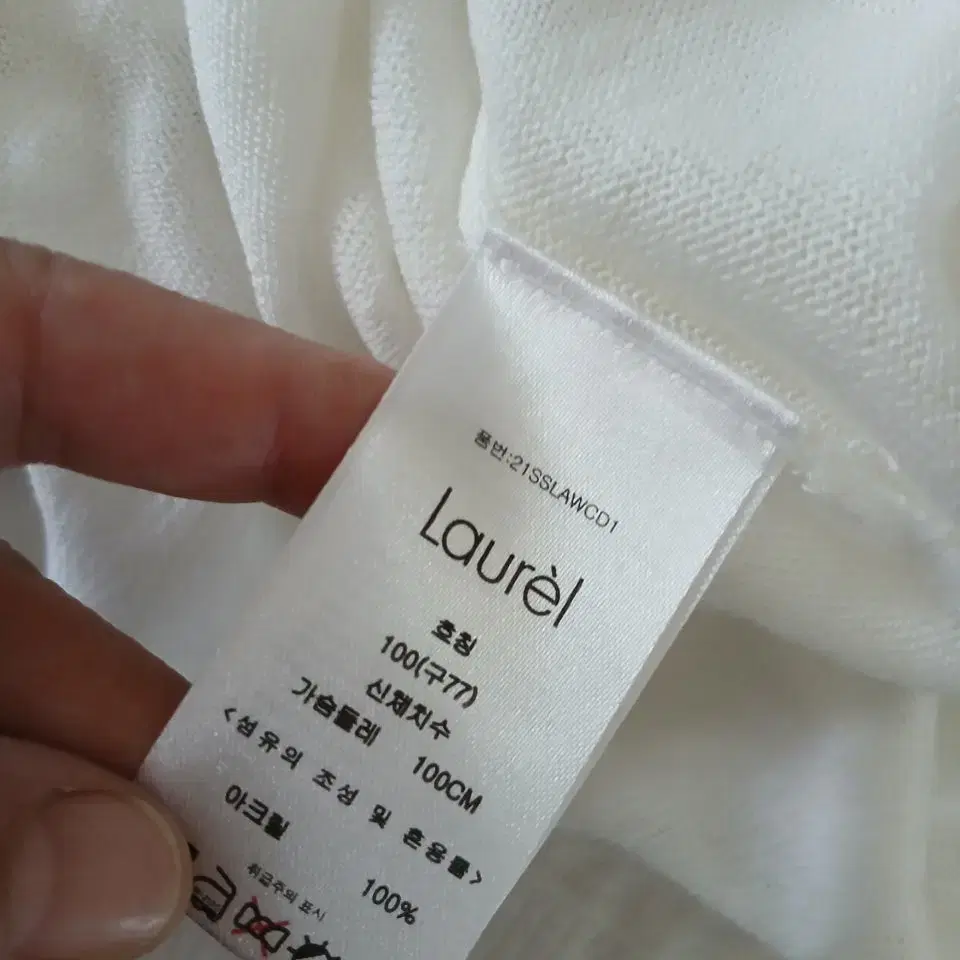 품번:21SSLAWCD1
Laurèl
호칭
100(구77)
신체치수
가슴둘레 100CM
<섬유의 조성 및 혼용률>
아크릴 100%
취급주의 표시